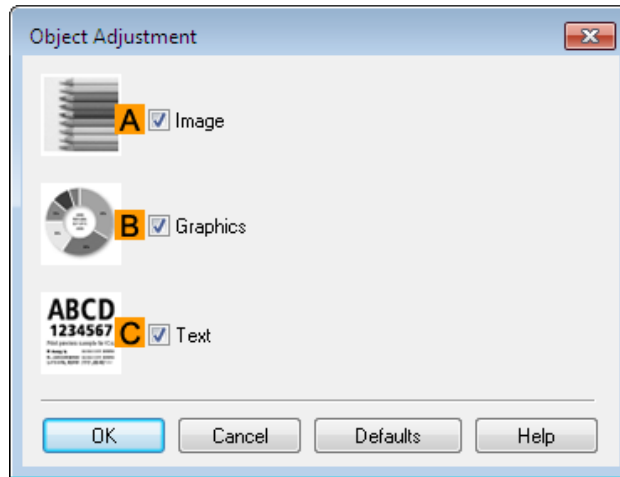 Object Adjustment
A Image
B Graphics
ABCD
1234567
C Text
OK Cancel Defaults Help